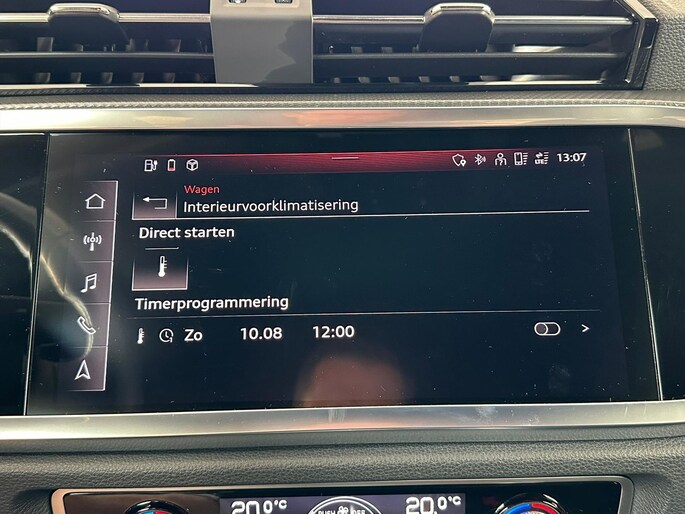 13:07
Wagen
Interieurvoorklimatisering
Direct starten
Timerprogrammering
Zo 10.08 12:00
20.0°C 20.0°C